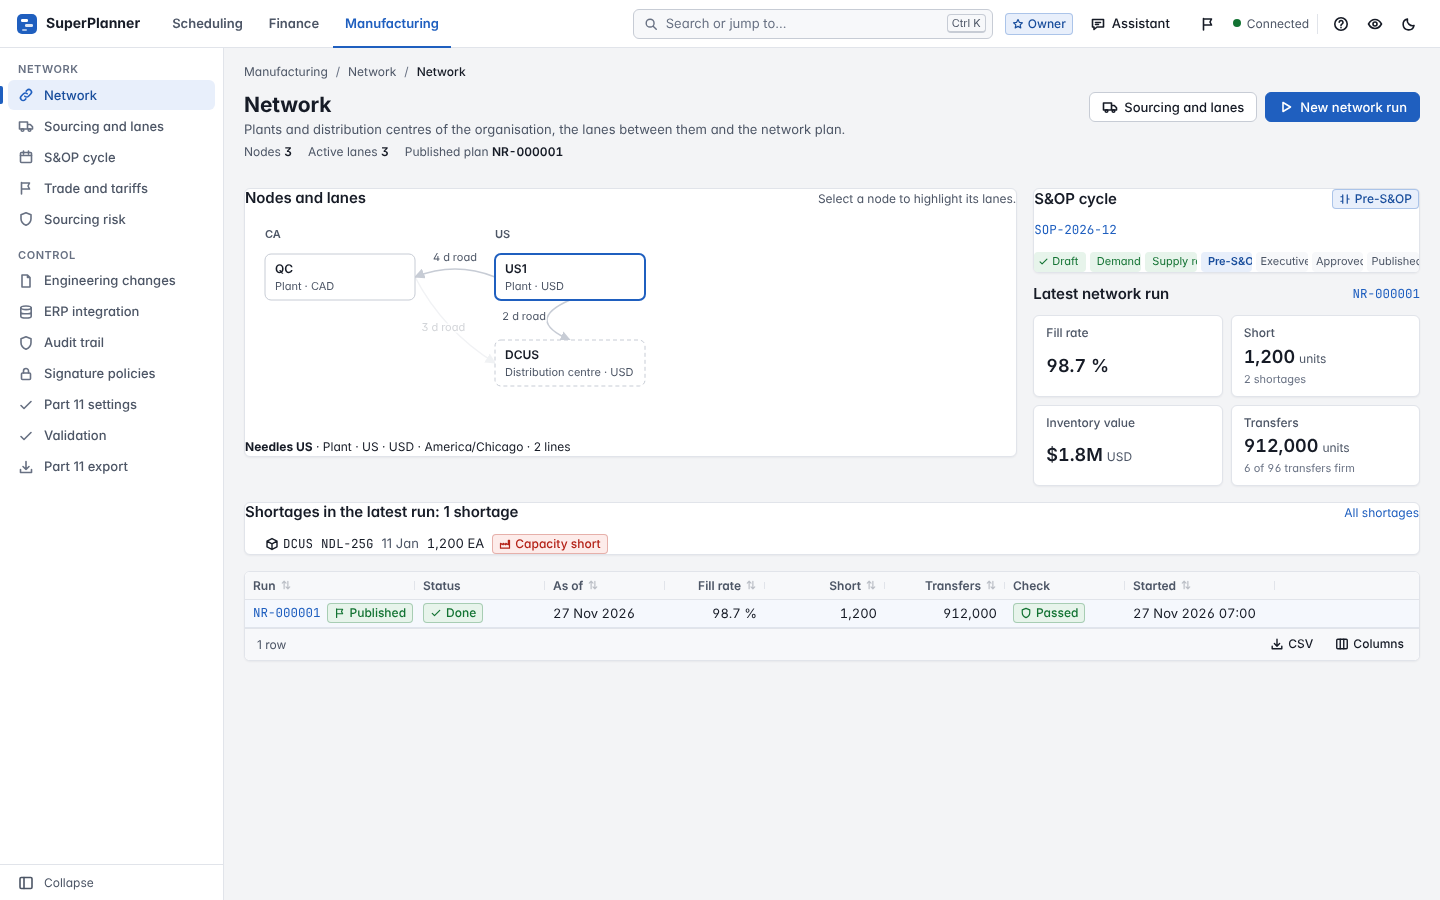 SuperPlanner
Scheduling
Finance
Manufacturing
Search or jump to...
Ctrl K
Owner
Assistant
Connected
NETWORK
Network
Sourcing and lanes
S&OP cycle
Trade and tariffs
Sourcing risk
CONTROL
Engineering changes
ERP integration
Audit trail
Signature policies
Part 11 settings
Validation
Part 11 export
Collapse
Manufacturing / Network / Network
Network
Plants and distribution centres of the organisation, the lanes between them and the network plan.
Nodes 3 Active lanes 3 Published plan NR-000001
Sourcing and lanes
New network run
Nodes and lanes
Select a node to highlight its lanes.
CA
US
QC
Plant · CAD
4 d road
US1
Plant · USD
3 d road
2 d road
DCUS
Distribution centre · USD
Needles US · Plant · US · USD · America/Chicago · 2 lines
S&OP cycle
Pre-S&OP
SOP-2026-12
Draft Demand Supply Pre-S&O Executive Approved Published
Latest network run
NR-000001
Fill rate
98.7 %
Short
1,200 units
2 shortages
Inventory value
$1.8M USD
Transfers
912,000 units
6 of 96 transfers firm
Shortages in the latest run: 1 shortage
All shortages
DCUS NDL-25G 11 Jan 1,200 EA Capacity short
Run Status As of Fill rate Short Transfers Check Started
NR-000001 Published Done 27 Nov 2026 98.7 % 1,200 912,000 Passed 27 Nov 2026 07:00
1 row
CSV
Columns